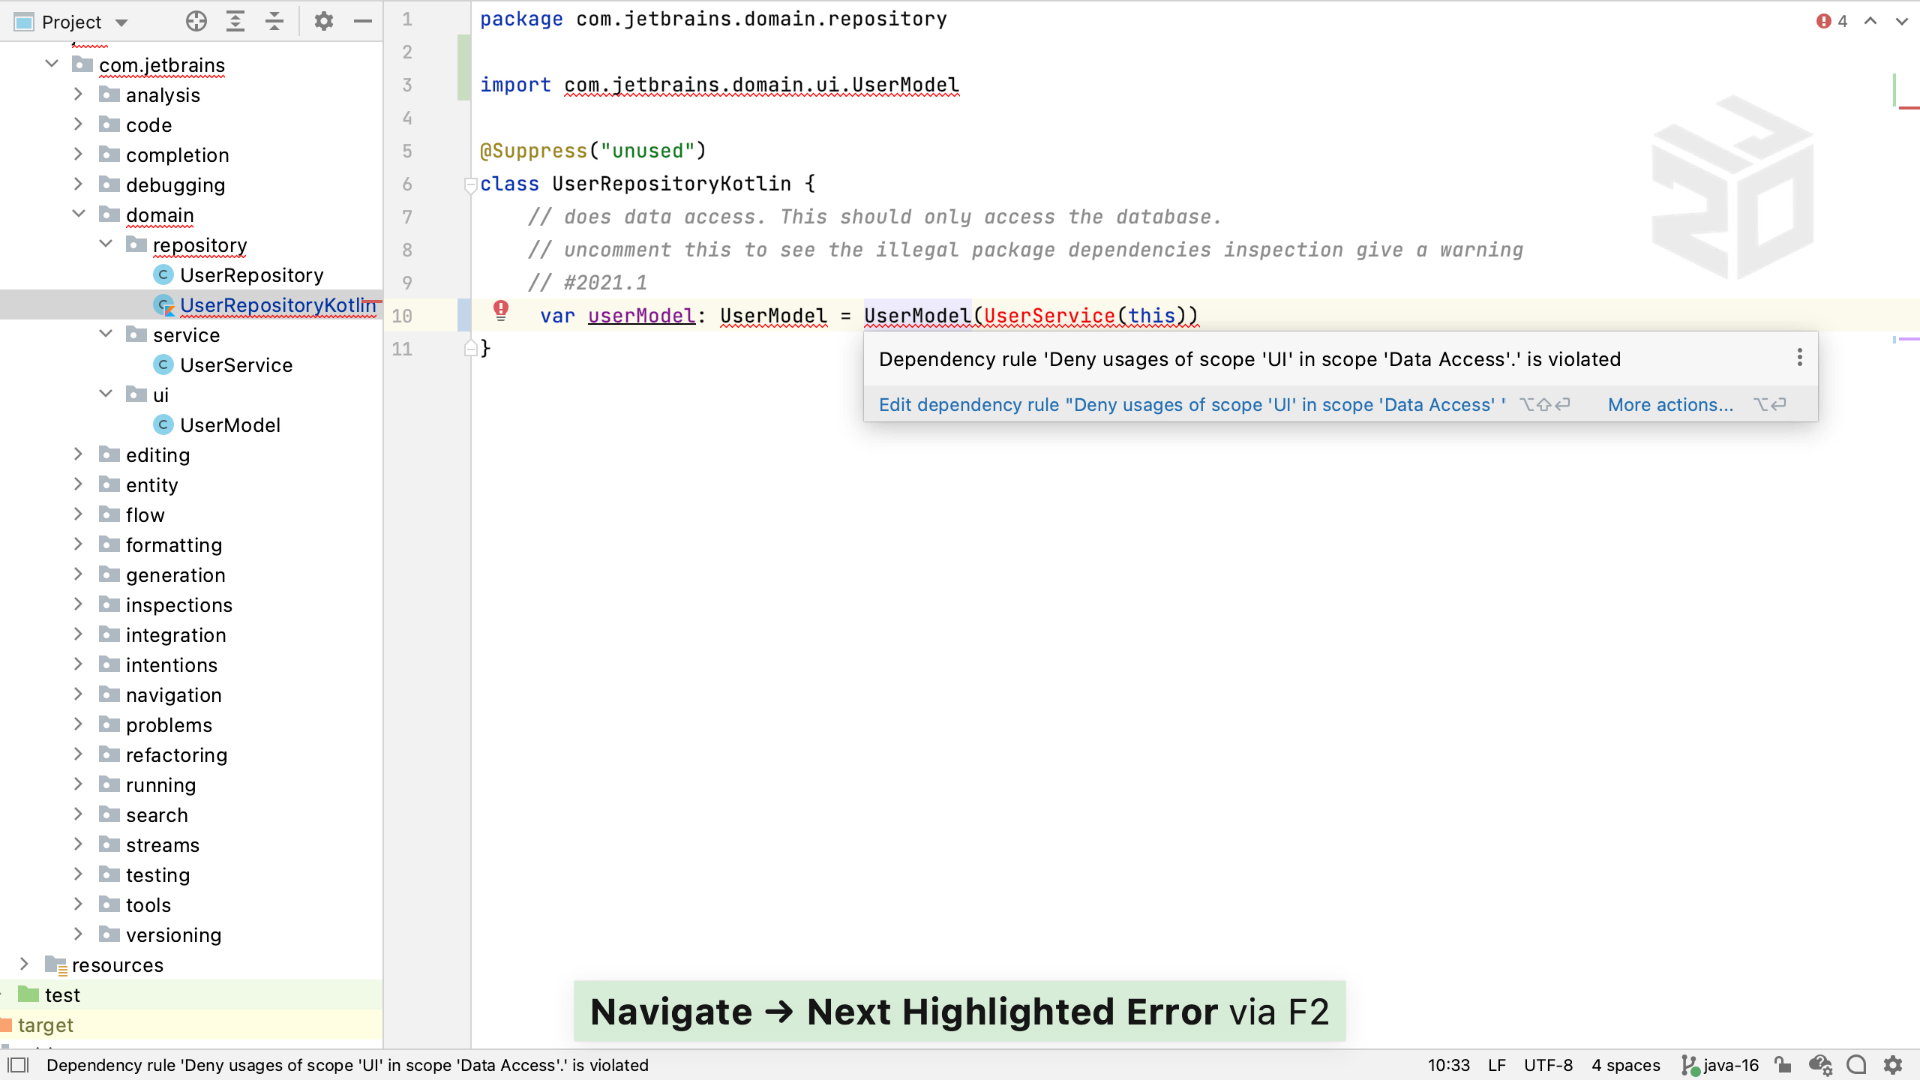 Project
com.jetbrains
analysis
code
completion
debugging
domain
repository
UserRepository
UserRepositoryKotlin
service
UserService
ui
UserModel
editing
entity
flow
formatting
generation
inspections
integration
intentions
navigation
problems
refactoring
running
search
streams
testing
tools
versioning
resources
test
target
1 package com.jetbrains.domain.repository
2
3 import com.jetbrains.domain.ui.UserModel
4
5 @Suppress("unused")
6 class UserRepositoryKotlin {
7 // does data access. This should only access the database.
8 // uncomment this to see the illegal package dependencies inspection give a warning
9 // #2021.1
10 var userModel: UserModel = UserModel(UserService(this))
11 }
4
Dependency rule 'Deny usages of scope 'UI' in scope 'Data Access'.' is violated
Edit dependency rule "Deny usages of scope 'UI' in scope 'Data Access' ' ⌥⇧⏎ More actions... ⌥⏎
Navigate → Next Highlighted Error via F2
Dependency rule 'Deny usages of scope 'UI' in scope 'Data Access'.' is violated 10:33 LF UTF-8 4 spaces java-16